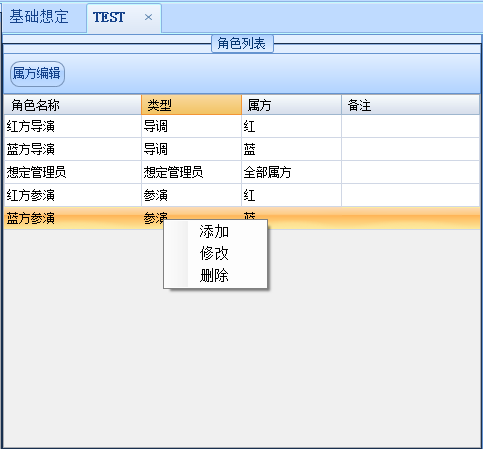 基础想定 TEST ×
角色列表
属方编辑
角色名称 类型 属方 备注
红方导演 导调 红
蓝方导演 导调 蓝
想定管理员 想定管理员 全部属方
红方参演 参演 红
蓝方参演 参演 蓝
添加
修改
删除